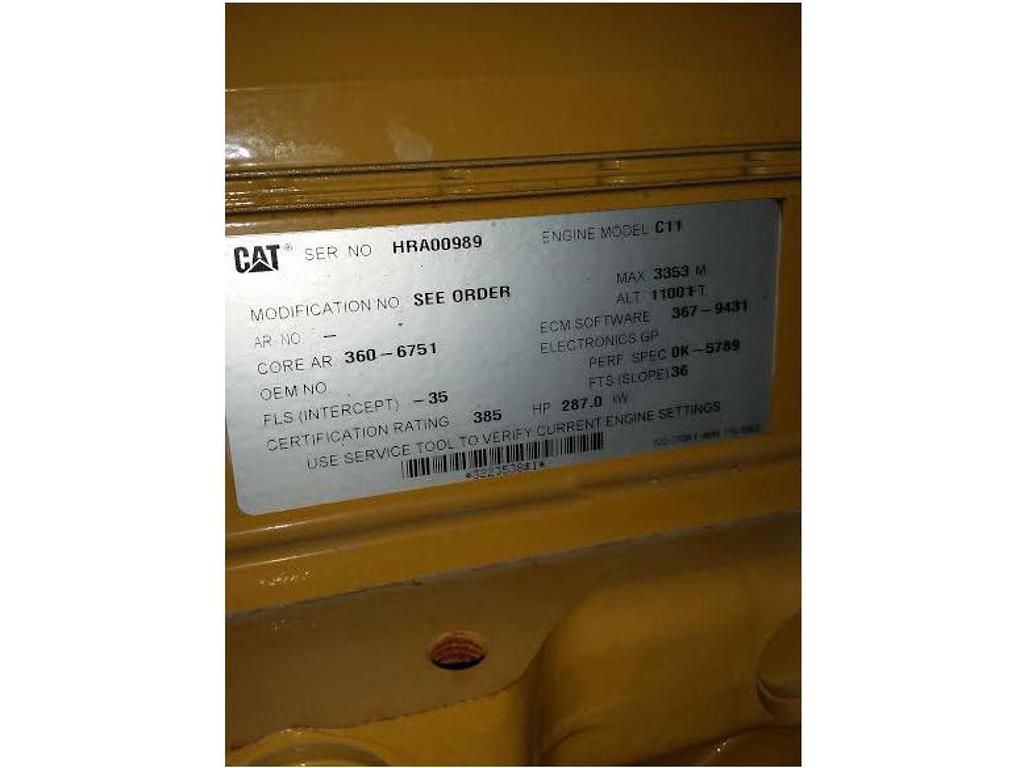 CAT® SER NO HRA00989 ENGINE MODEL C11
MODIFICATION NO SEE ORDER MAX 3353 M
ALT 11001 FT
AR NO. – ECM SOFTWARE 367-9431
CORE AR 360-6751 ELECTRONICS GP
OEM NO. PERF. SPEC 0K-5789
FLS (INTERCEPT) -35 FTS (SLOPE) 36
CERTIFICATION RATING 385 HP 287.0 KW
USE SERVICE TOOL TO VERIFY CURRENT ENGINE SETTINGS